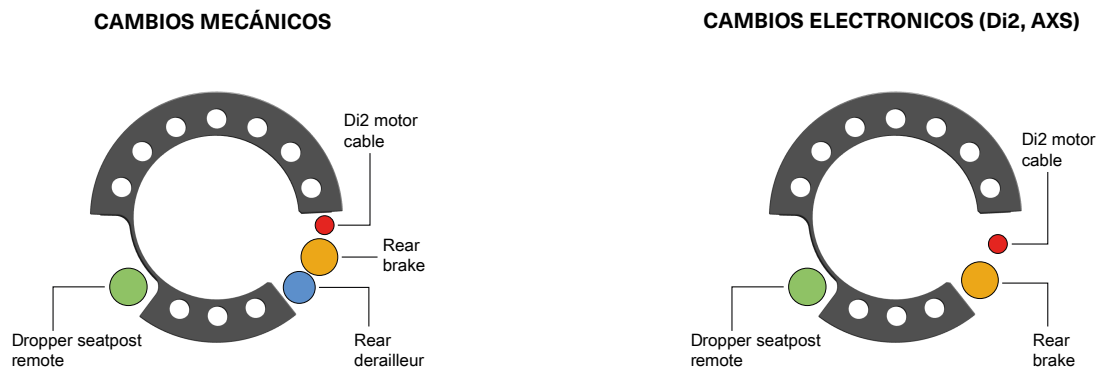 CAMBIOS MECÁNICOS
Di2 motor
cable
Rear
brake
Dropper seatpost
remote
Rear
derailleur
CAMBIOS ELECTRONICOS (Di2, AXS)
Di2 motor
cable
Dropper seatpost
remote
Rear
brake